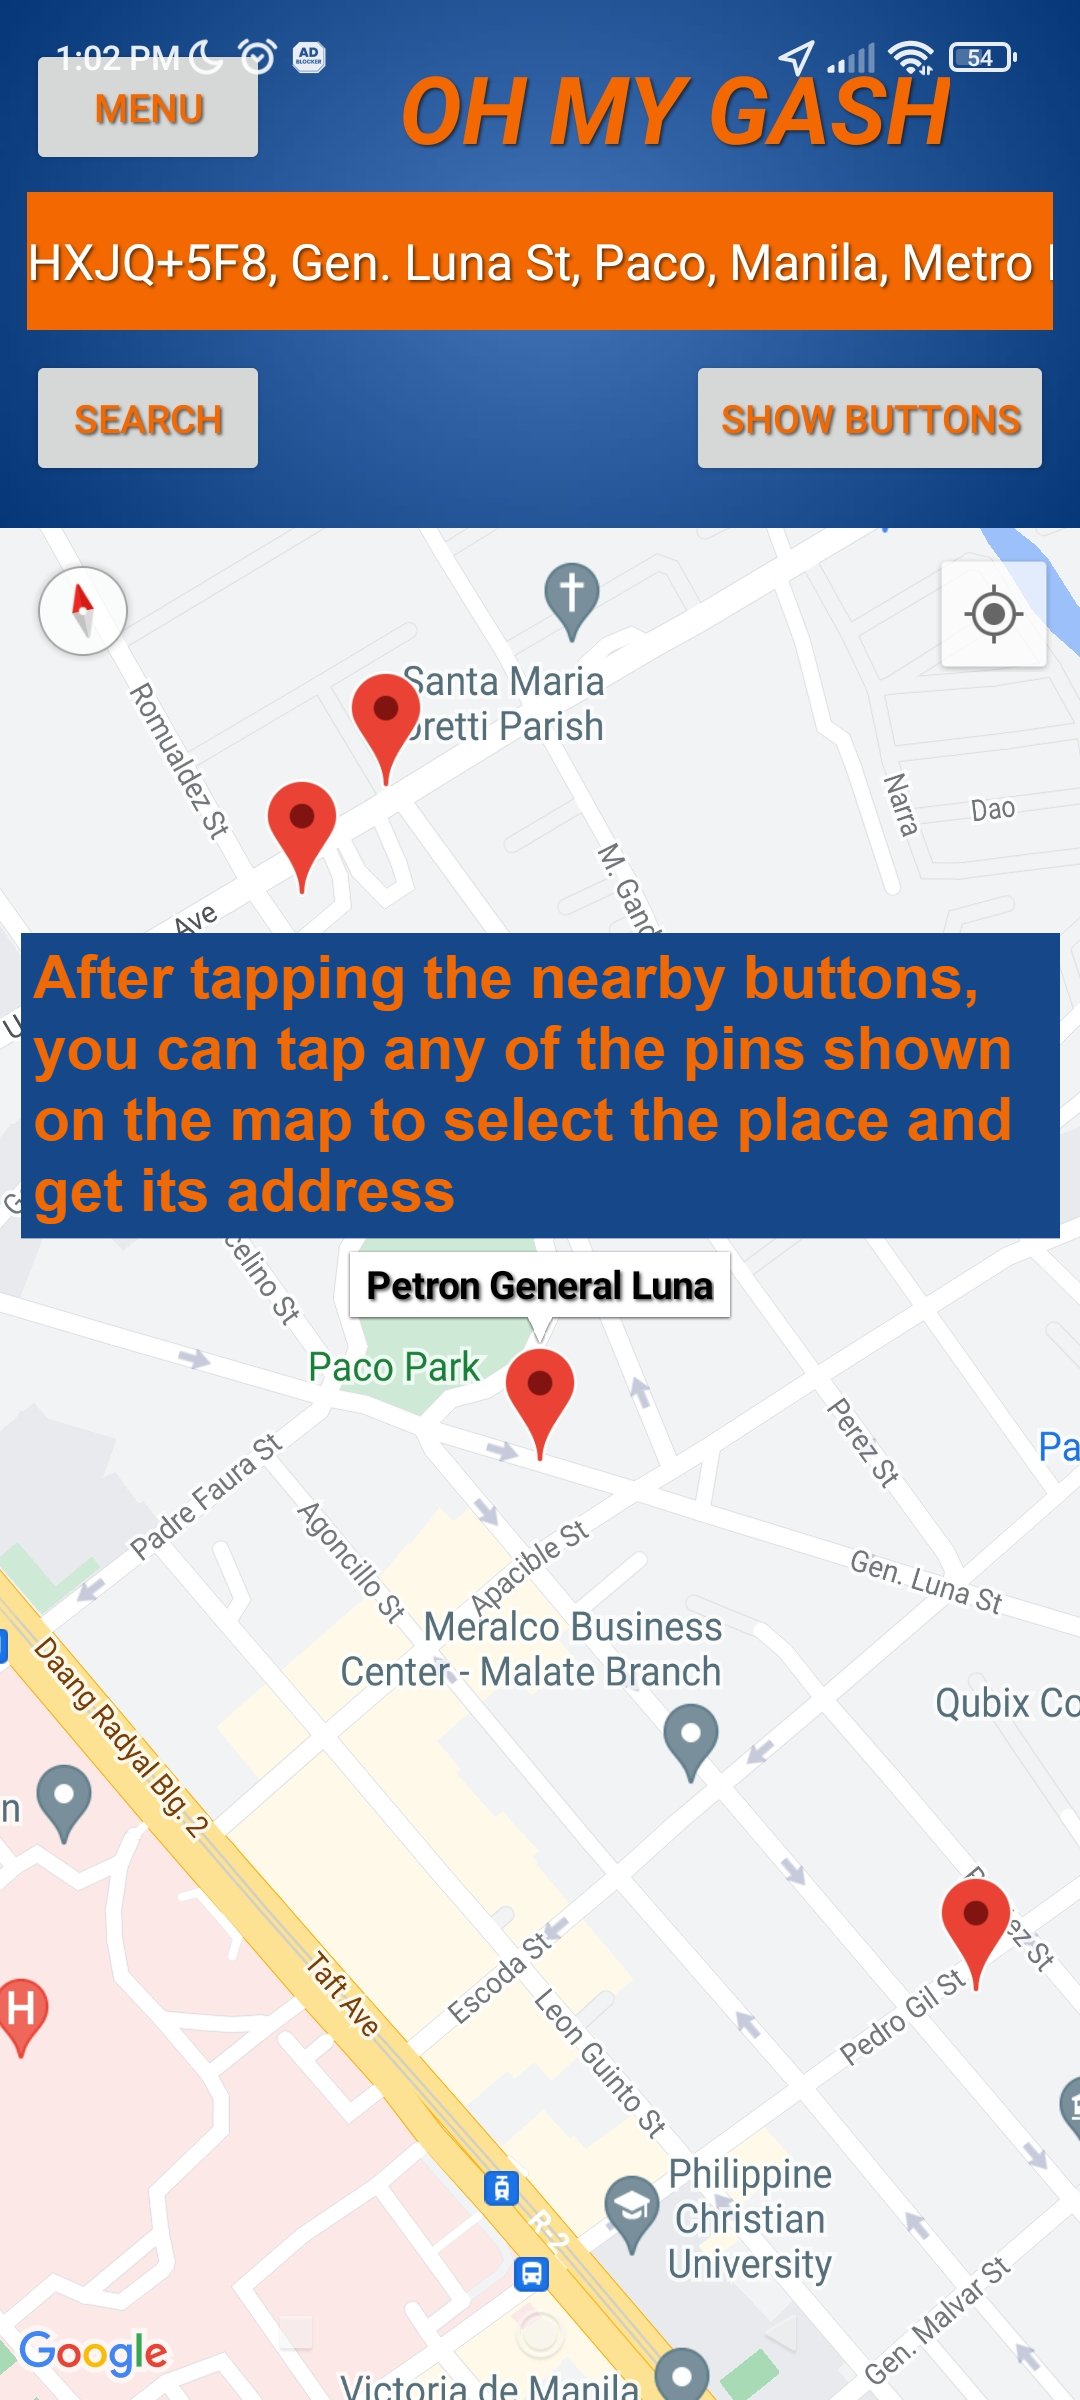 1:02 PM
AD
BLOCKER
54
MENU
OH MY GASH
HXJQ+5F8, Gen. Luna St, Paco, Manila, Metro
SEARCH
SHOW BUTTONS
Santa Maria
oretti Parish
Romualdez St
Narra
Dao
M. Gand
Ave
After tapping the nearby buttons,
you can tap any of the pins shown
on the map to select the place and
get its address
celino St
Petron General Luna
Paco Park
Perez St
Pa
Padre Faura St
Agoncillo St
Apacible St
Gen. Luna St
Meralco Business
Center - Malate Branch
Daang Radyal Blg. 2
Qubix Co
n
ez St
H
Taft Ave
Escoda St
Leon Guinto St
Pedro Gil St
Philippine
Christian
University
R-2
Gen. Malvar St
Google
Victoria de Manila